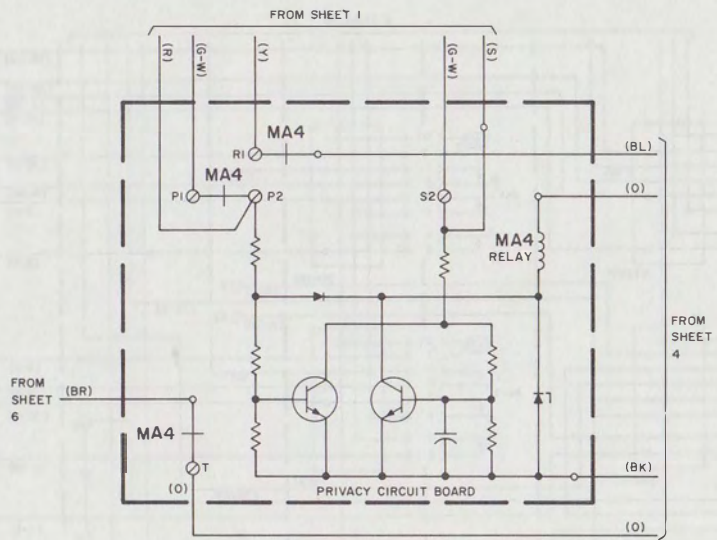 FROM SHEET 1
(R)
(G-W)
(Y)
(G-W)
(S)
MA4
R1
(BL)
MA4
P1
P2
S2
(O)
MA4
RELAY
FROM
SHEET
4
FROM
SHEET
6
(BR)
MA4
T
(O)
PRIVACY CIRCUIT BOARD
(BK)
(O)